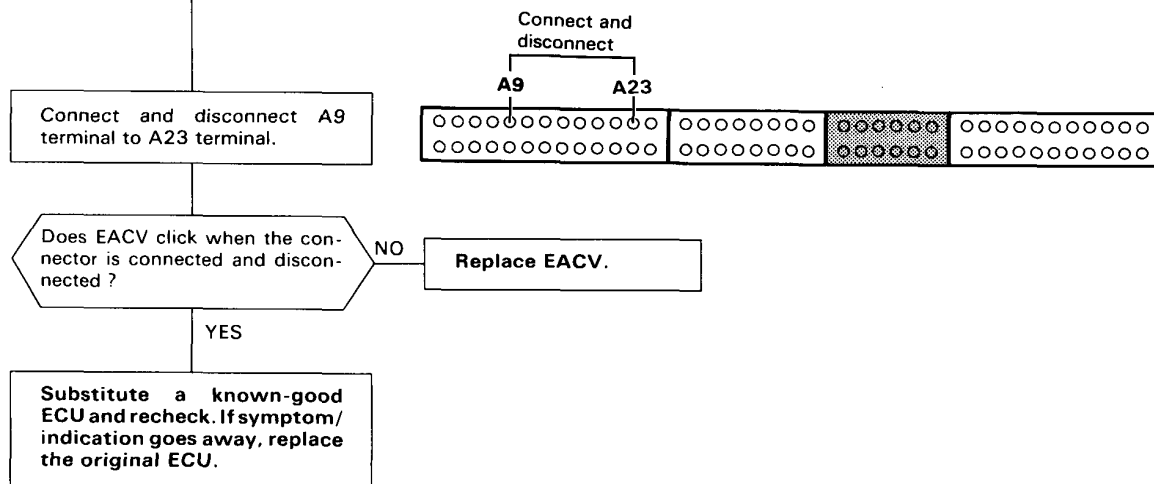 Connect and
disconnect
A9 A23
Connect and disconnect A9
terminal to A23 terminal.
Does EACV click when the con-
nector is connected and discon-
nected ?
NO
Replace EACV.
YES
Substitute a known-good
ECU and recheck. If symptom/
indication goes away, replace
the original ECU.